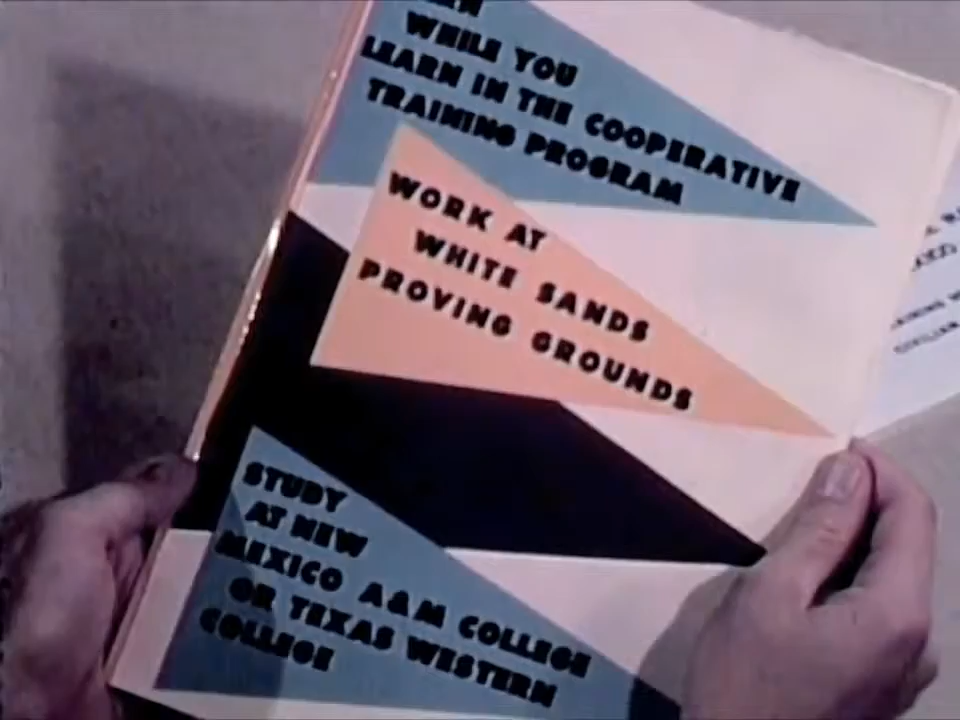 WHILE YOU
LEARN IN THE COOPERATIVE
TRAINING PROGRAM
WORK AT
WHITE SANDS
PROVING GROUNDS
STUDY
AT NEW
MEXICO A&M COLLEGE
OR TEXAS WESTERN
COLLEGE